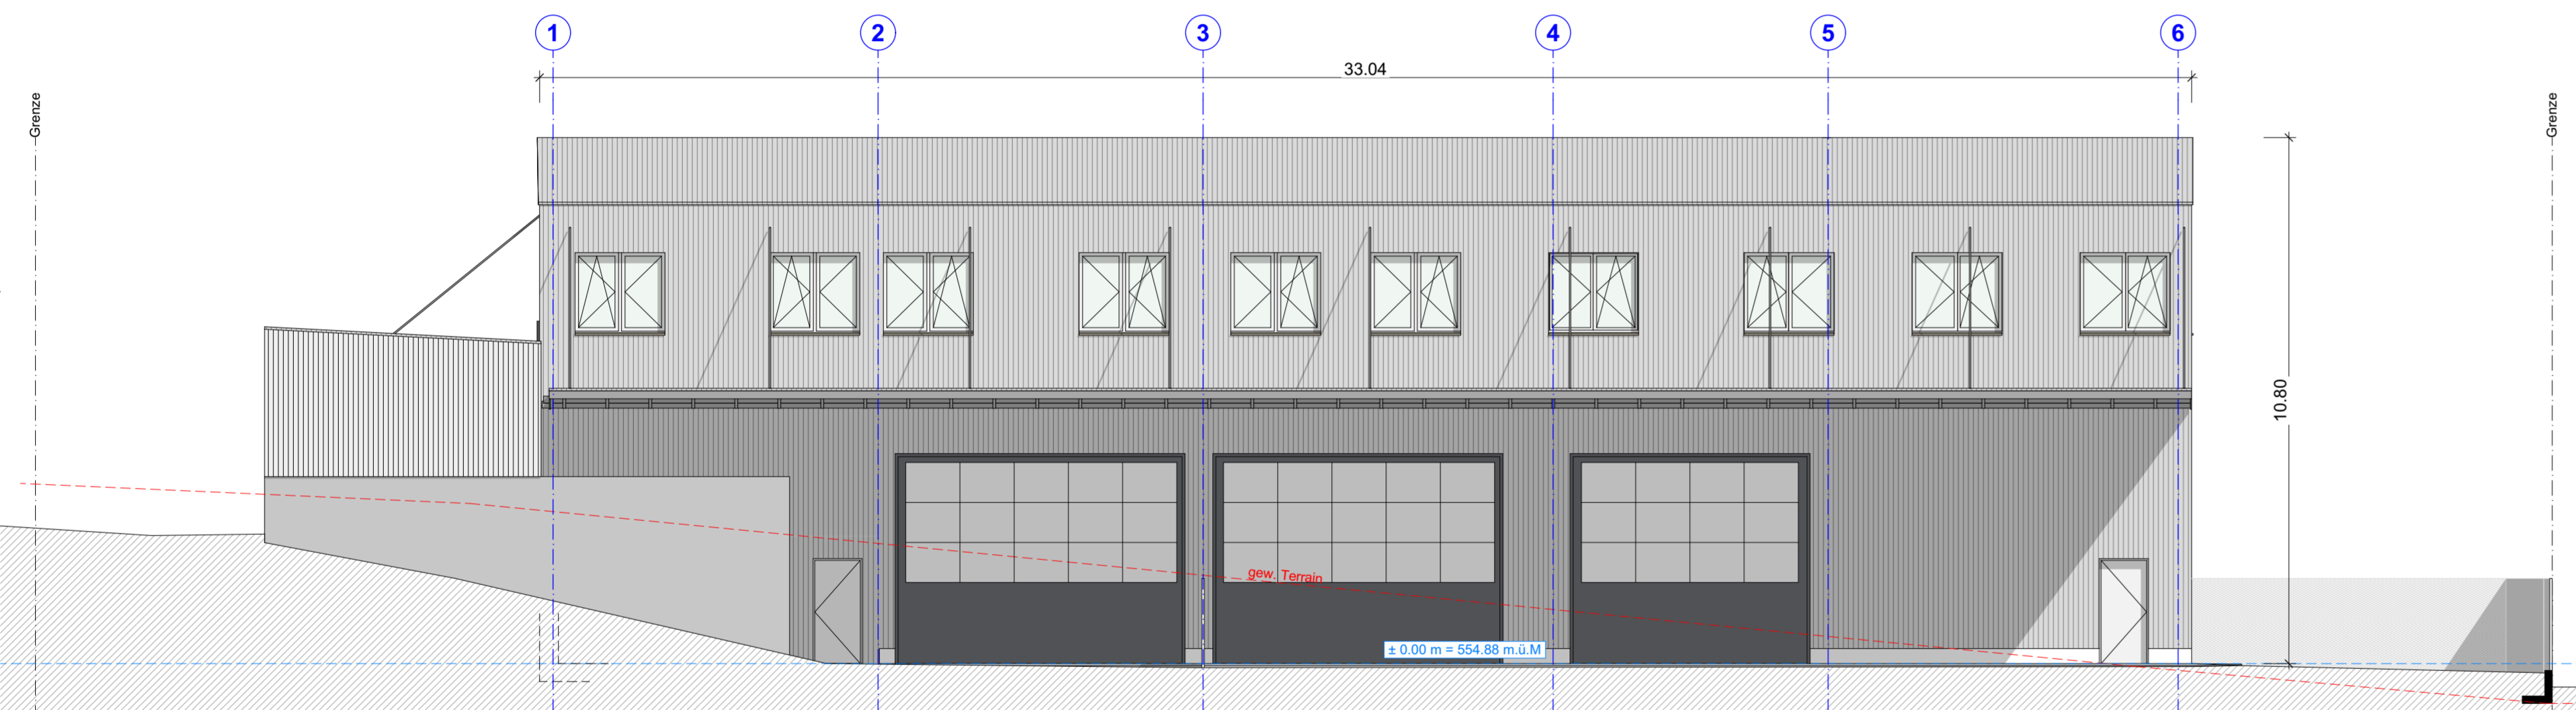 1 2 3 4 5 6
33.04
Grenze
Grenze
10.80
gew. Terrain
± 0.00 m = 554.88 m.ü.M